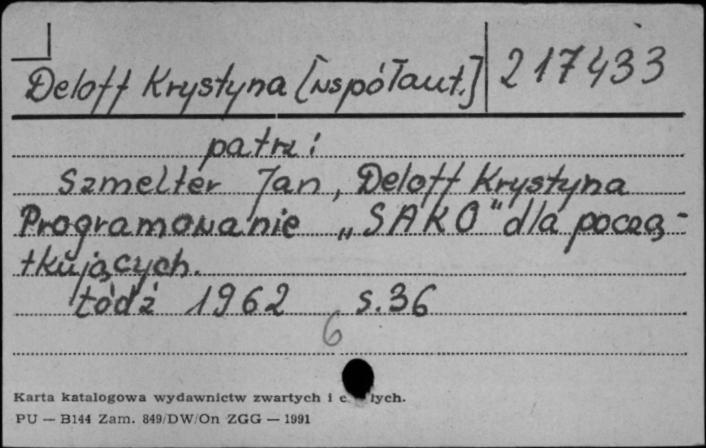 Deloff Krystyna [współaut.] 217433
patrz:
Szmelter Jan, Deloff Krystyna
Programowanie „SAKO" dla począ-
tkujących.
Łódź 1962 s.36
6
Karta katalogowa wydawnictw zwartych i
PU — B144 Zam. 849/DW/On ZGG — 1991